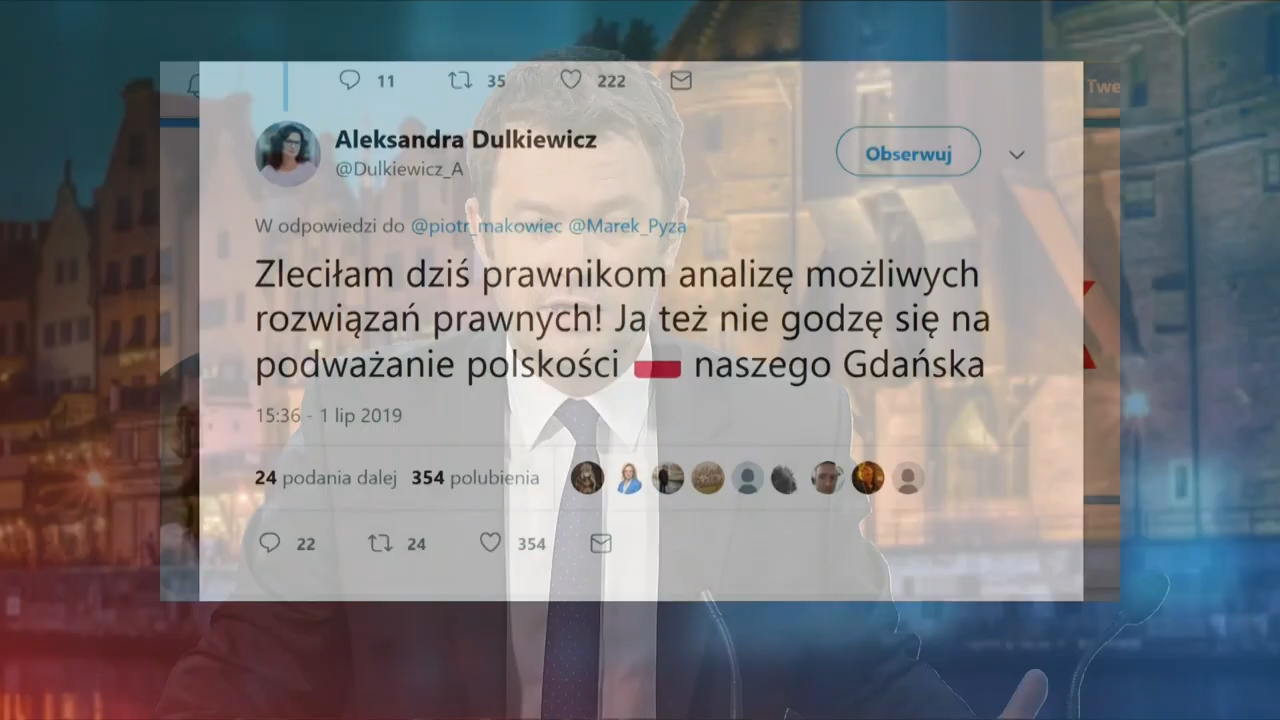 11 35 222
Twe
Aleksandra Dulkiewicz
@Dulkiewicz_A
Obserwuj
W odpowiedzi do @piotr_makowiec @Marek_Pyza
Zleciłam dziś prawnikom analizę możliwych
rozwiązań prawnych! Ja też nie godzę się na
podważanie polskości 🇵🇱 naszego Gdańska
15:36 - 1 lip 2019
24 podania dalej 354 polubienia
22 24 354